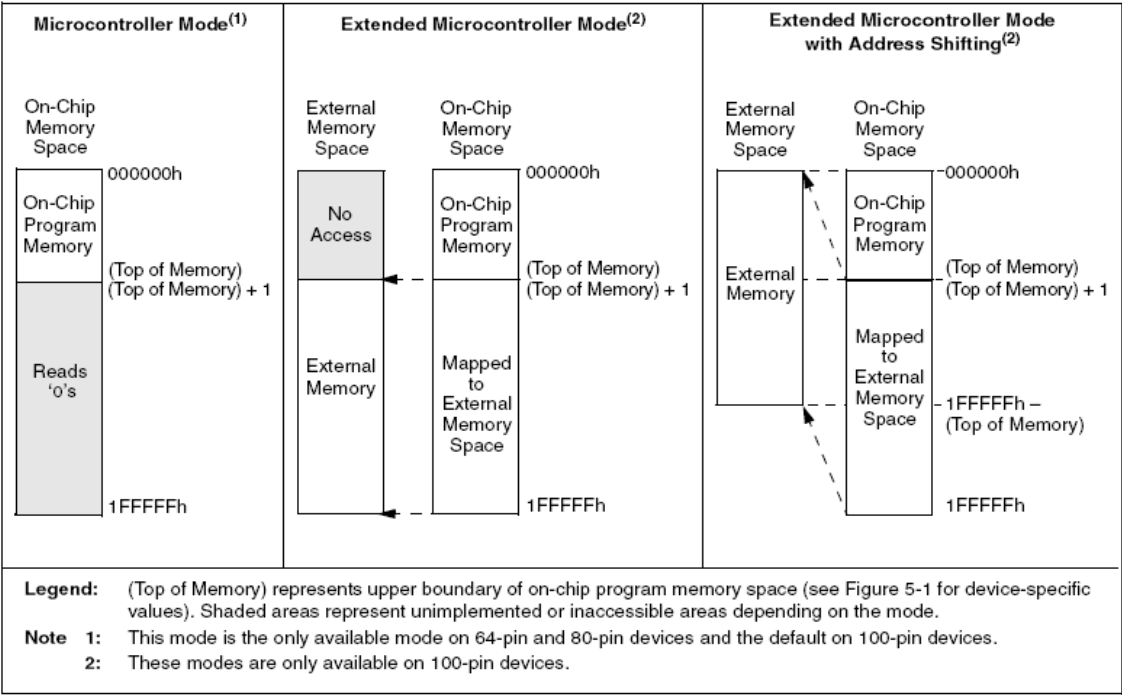 Microcontroller Mode(1)
On-Chip
Memory
Space
000000h
On-Chip
Program
Memory
(Top of Memory)
(Top of Memory) + 1
Reads
‘0’s
1FFFFFh
Extended Microcontroller Mode(2)
External
Memory
Space
On-Chip
Memory
Space
000000h
No
Access
On-Chip
Program
Memory
(Top of Memory)
(Top of Memory) + 1
External
Memory
Mapped
to
External
Memory
Space
1FFFFFh
Extended Microcontroller Mode
with Address Shifting(2)
External
Memory
Space
On-Chip
Memory
Space
000000h
On-Chip
Program
Memory
External
Memory
(Top of Memory)
(Top of Memory) + 1
Mapped
to
External
Memory
Space
1FFFFFh –
(Top of Memory)
1FFFFFh
Legend: (Top of Memory) represents upper boundary of on-chip program memory space (see Figure 5-1 for device-specific
values). Shaded areas represent unimplemented or inaccessible areas depending on the mode.
Note 1: This mode is the only available mode on 64-pin and 80-pin devices and the default on 100-pin devices.
2: These modes are only available on 100-pin devices.